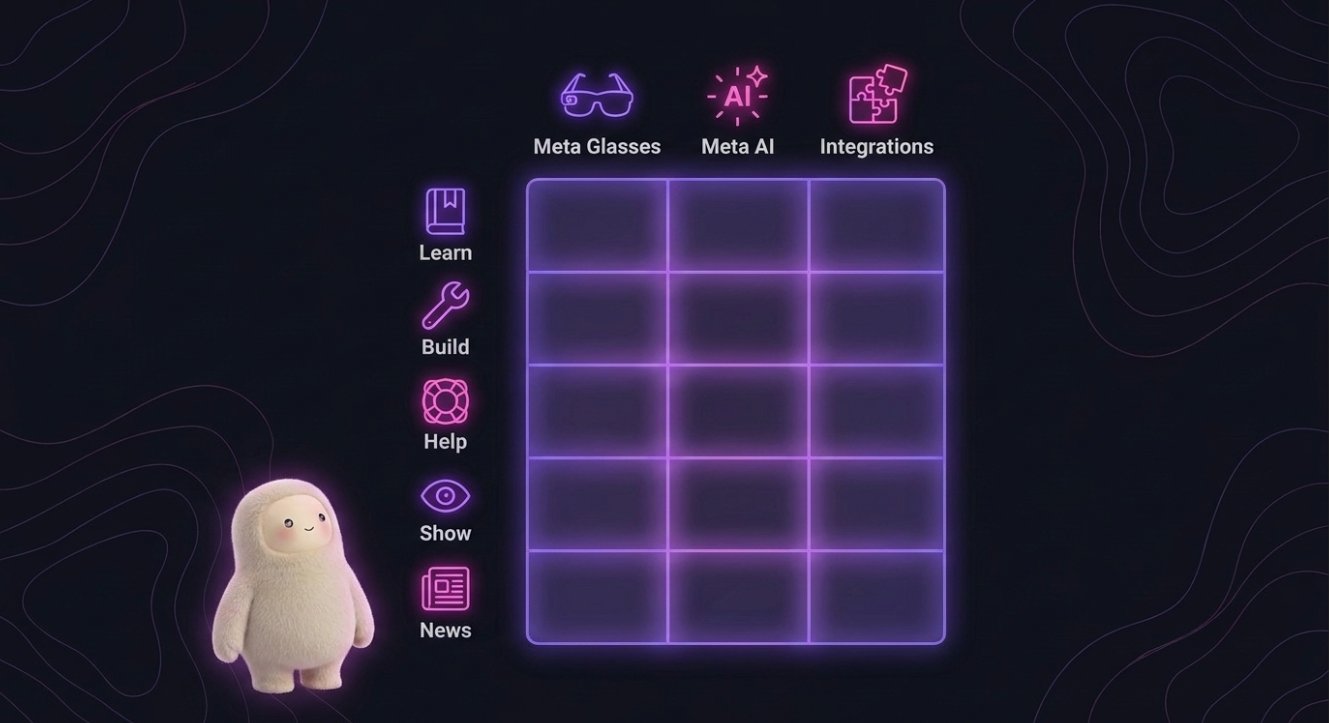 AI
Meta Glasses
Meta AI
Integrations
Learn
Build
Help
Show
News